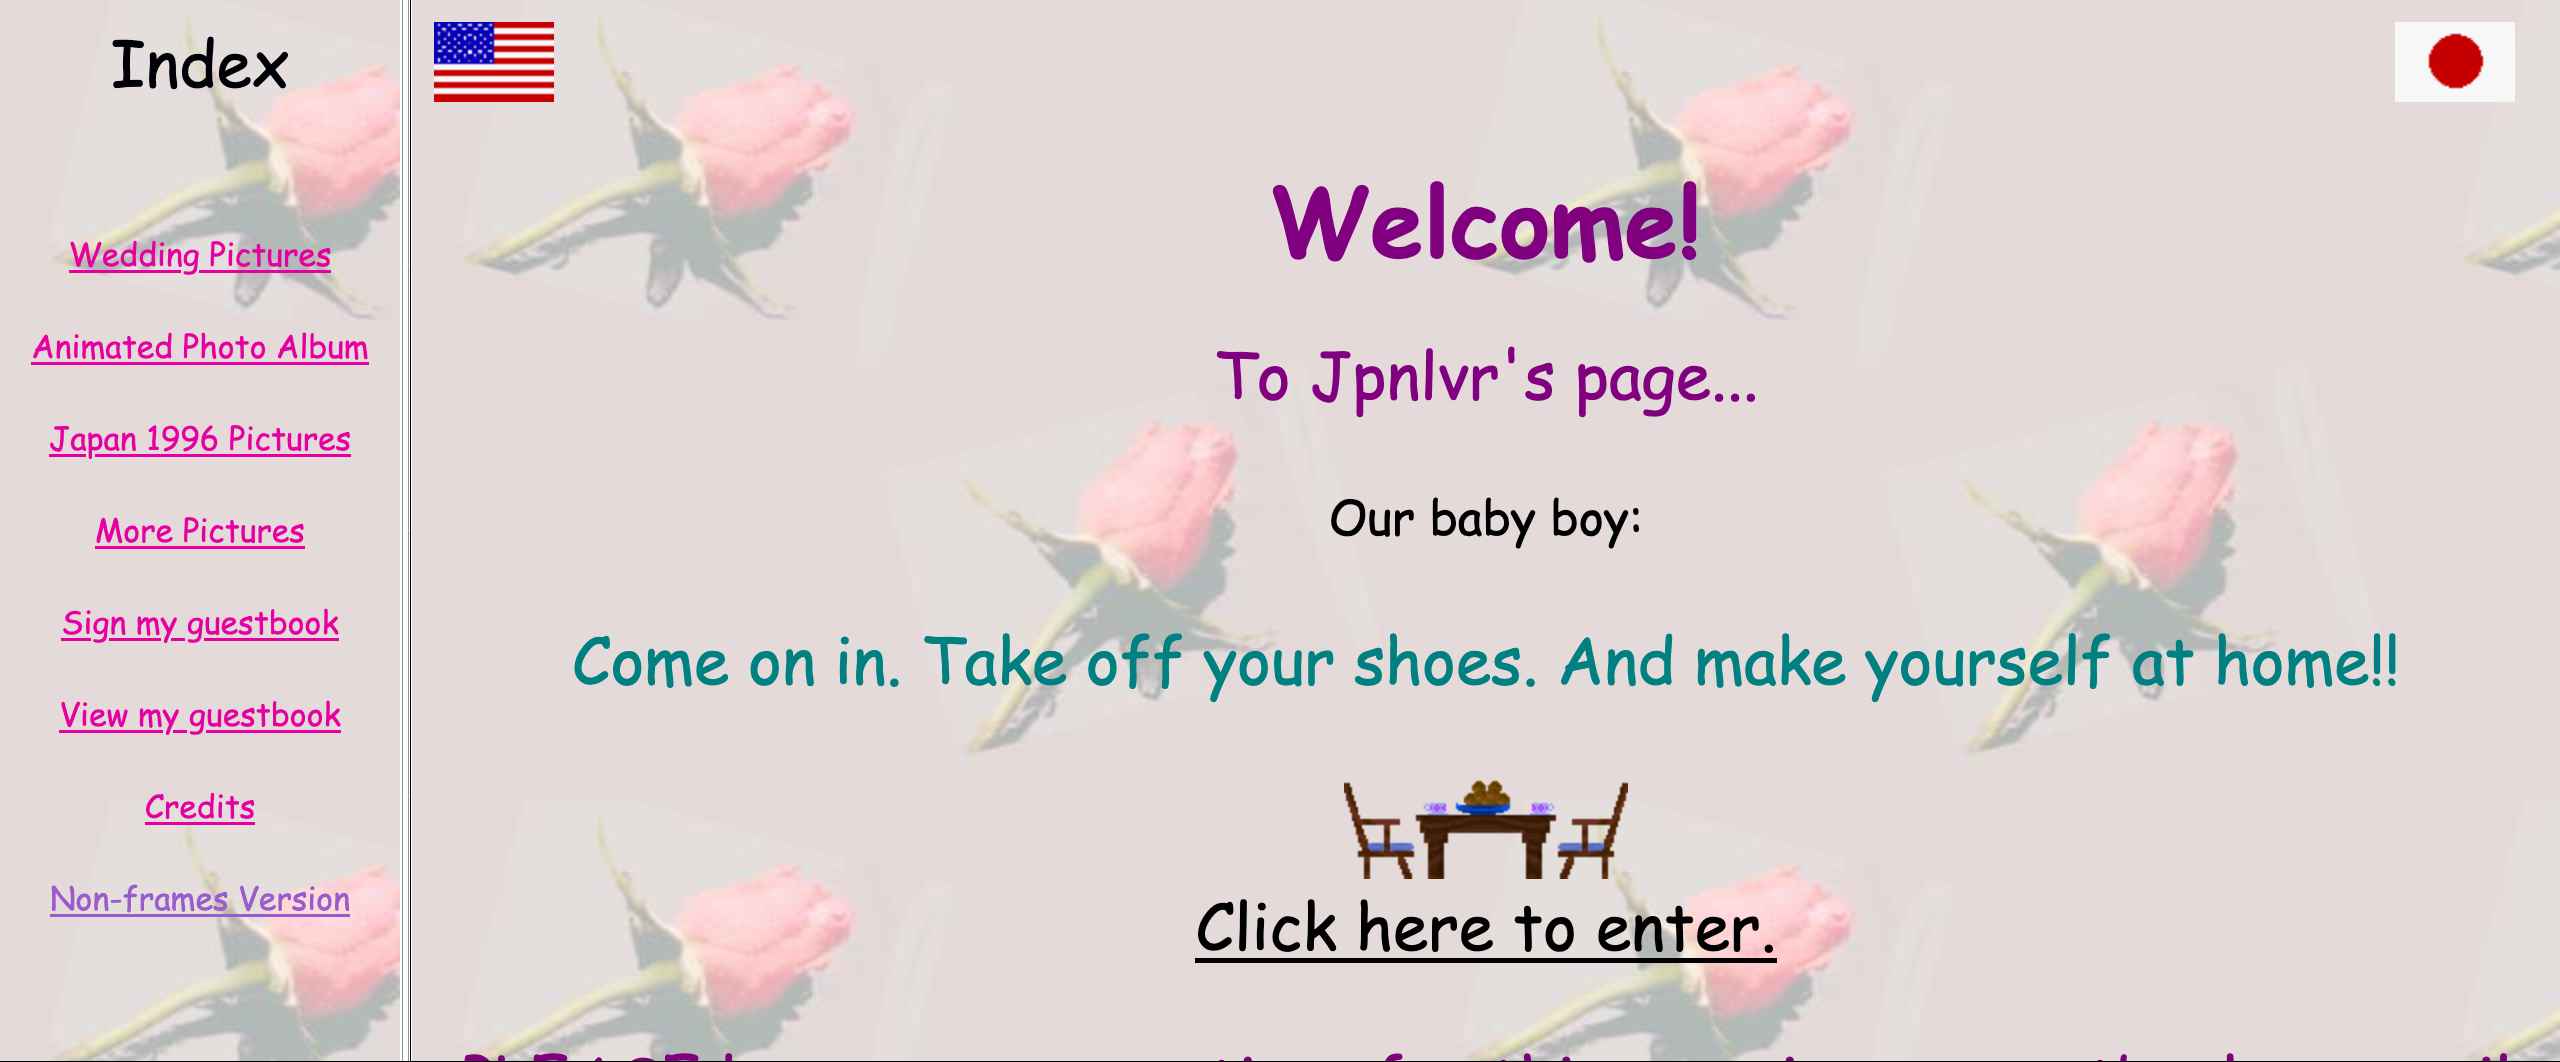 Index
Wedding Pictures
Animated Photo Album
Japan 1996 Pictures
More Pictures
Sign my guestbook
View my guestbook
Credits
Non-frames Version
Welcome!
To Jpnlvr's page...
Our baby boy:
Come on in. Take off your shoes. And make yourself at home!!
Click here to enter.